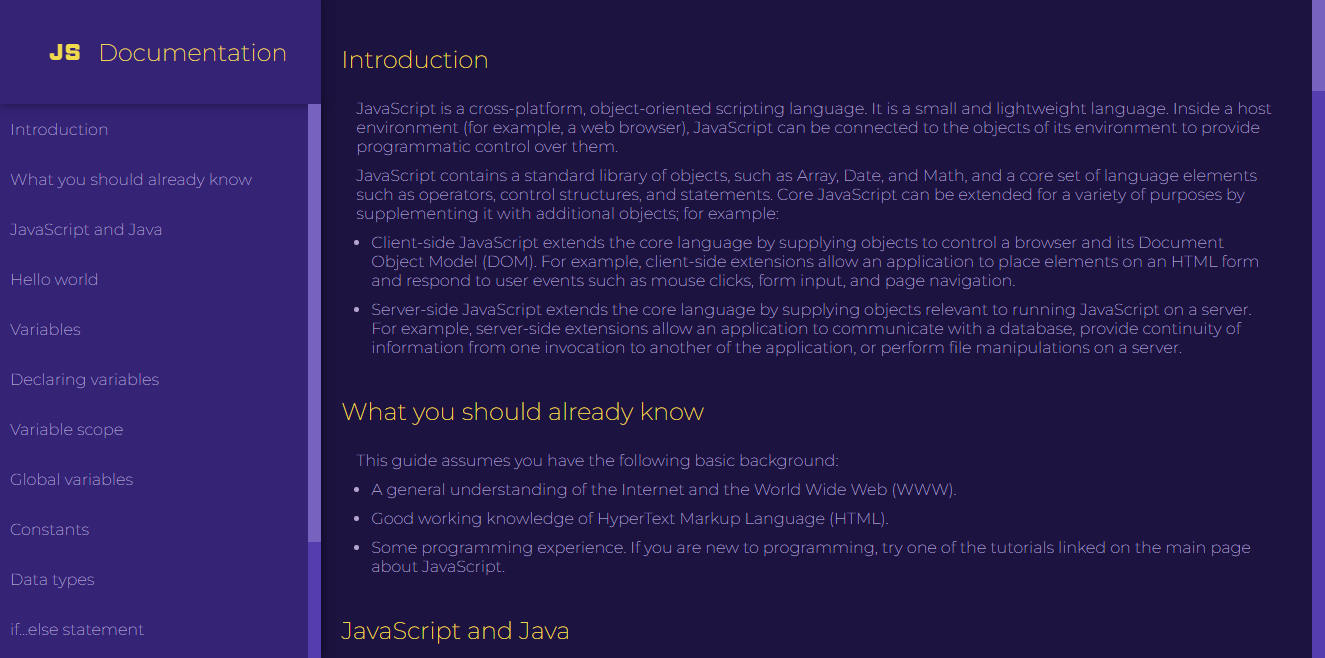 JS Documentation
Introduction
What you should already know
JavaScript and Java
Hello world
Variables
Declaring variables
Variable scope
Global variables
Constants
Data types
if...else statement
Introduction
JavaScript is a cross-platform, object-oriented scripting language. It is a small and lightweight language. Inside a host
environment (for example, a web browser), JavaScript can be connected to the objects of its environment to provide
programmatic control over them.
JavaScript contains a standard library of objects, such as Array, Date, and Math, and a core set of language elements
such as operators, control structures, and statements. Core JavaScript can be extended for a variety of purposes by
supplementing it with additional objects; for example:
Client-side JavaScript extends the core language by supplying objects to control a browser and its Document
Object Model (DOM). For example, client-side extensions allow an application to place elements on an HTML form
and respond to user events such as mouse clicks, form input, and page navigation.
Server-side JavaScript extends the core language by supplying objects relevant to running JavaScript on a server.
For example, server-side extensions allow an application to communicate with a database, provide continuity of
information from one invocation to another of the application, or perform file manipulations on a server.
What you should already know
This guide assumes you have the following basic background:
A general understanding of the Internet and the World Wide Web (WWW).
Good working knowledge of HyperText Markup Language (HTML).
Some programming experience. If you are new to programming, try one of the tutorials linked on the main page
about JavaScript.
JavaScript and Java